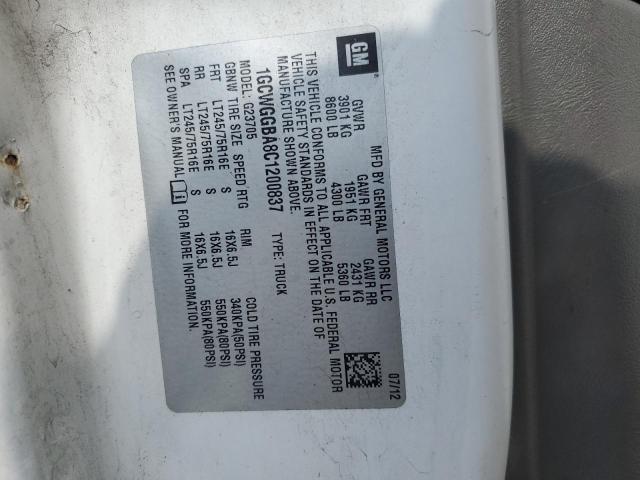 GM®
MFD BY GENERAL MOTORS LLC 07/12
GVWR GAWR FRT GAWR RR
3901 KG 1951 KG 2431 KG
8600 LB 4300 LB 5360 LB
THIS VEHICLE CONFORMS TO ALL APPLICABLE U.S. FEDERAL MOTOR
VEHICLE SAFETY STANDARDS IN EFFECT ON THE DATE OF
MANUFACTURE SHOWN ABOVE.
1GCWGGBA8C1200837 TYPE: TRUCK
MODEL: G23705
GBNW TIRE SIZE SPEED RTG RIM COLD TIRE PRESSURE
FRT LT245/75R16E S 16X6.5J 340KPA(50PSI)
RR LT245/75R16E S 16X6.5J 550KPA(80PSI)
SPA LT245/75R16E S 16X6.5J 550KPA(80PSI)
SEE OWNER'S MANUAL FOR MORE INFORMATION.